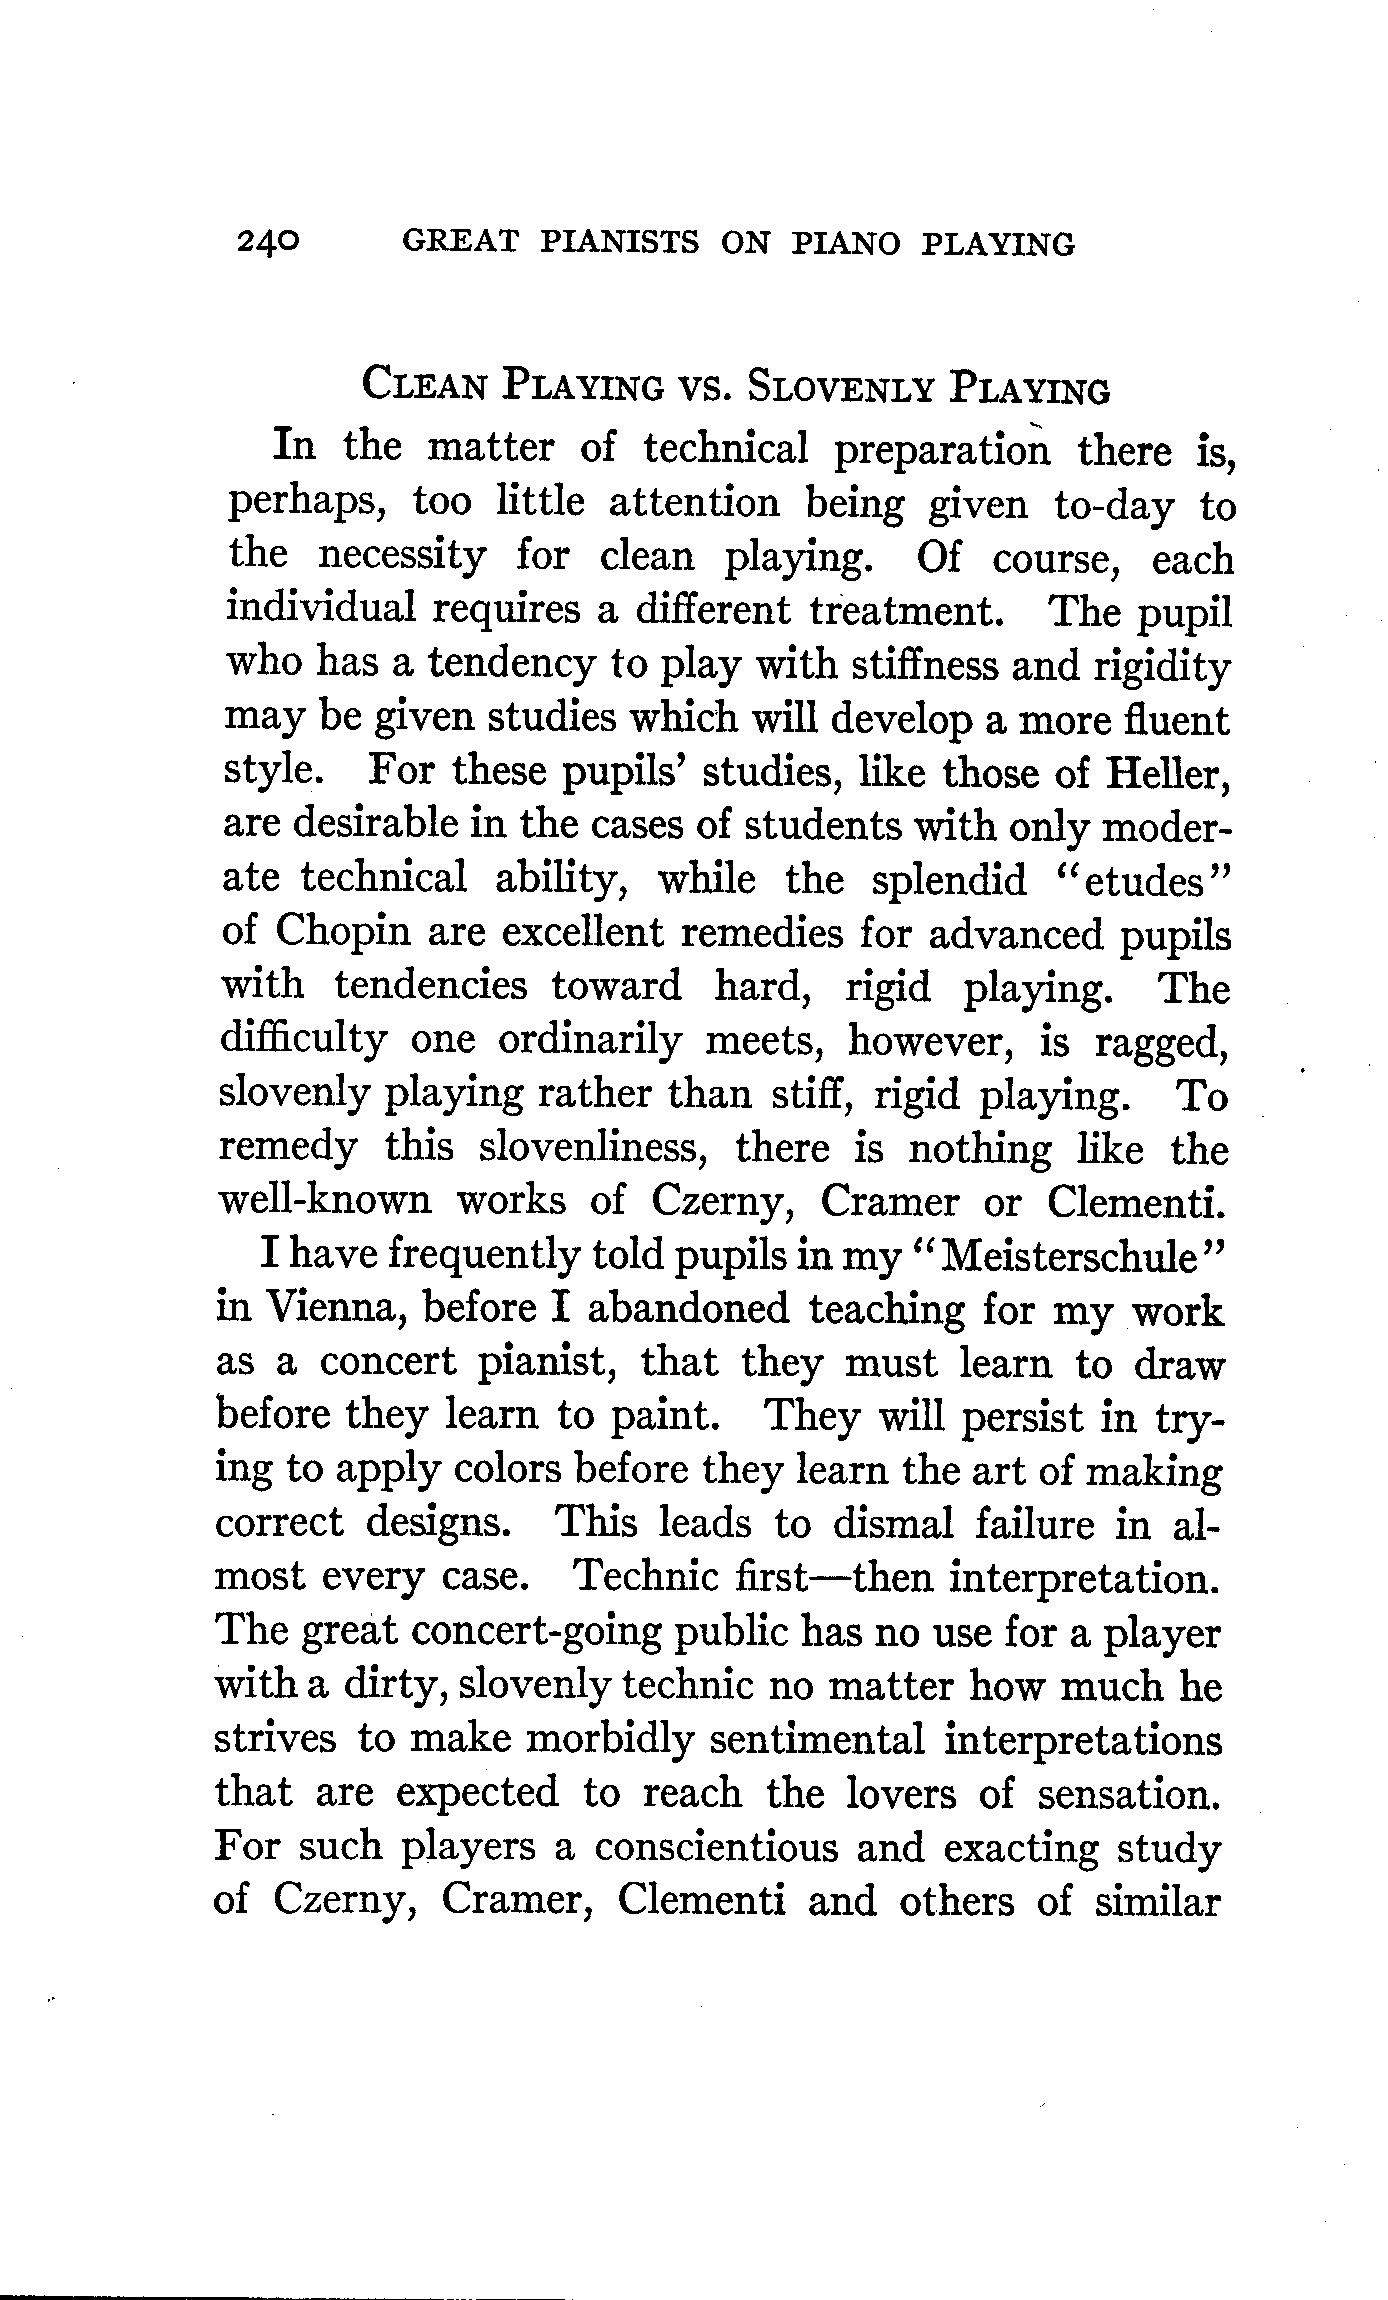 240 GREAT PIANISTS ON PIANO PLAYING
CLEAN PLAYING VS. SLOVENLY PLAYING
In the matter of technical preparation there is,
perhaps, too little attention being given to-day to
the necessity for clean playing. Of course, each
individual requires a different treatment. The pupil
who has a tendency to play with stiffness and rigidity
may be given studies which will develop a more fluent
style. For these pupils' studies, like those of Heller,
are desirable in the cases of students with only moder-
ate technical ability, while the splendid "etudes"
of Chopin are excellent remedies for advanced pupils
with tendencies toward hard, rigid playing. The
difficulty one ordinarily meets, however, is ragged,
slovenly playing rather than stiff, rigid playing. To
remedy this slovenliness, there is nothing like the
well-known works of Czerny, Cramer or Clementi.
I have frequently told pupils in my "Meisterschule"
in Vienna, before I abandoned teaching for my work
as a concert pianist, that they must learn to draw
before they learn to paint. They will persist in try-
ing to apply colors before they learn the art of making
correct designs. This leads to dismal failure in al-
most every case. Technic first—then interpretation.
The great concert-going public has no use for a player
with a dirty, slovenly technic no matter how much he
strives to make morbidly sentimental interpretations
that are expected to reach the lovers of sensation.
For such players a conscientious and exacting study
of Czerny, Cramer, Clementi and others of similar